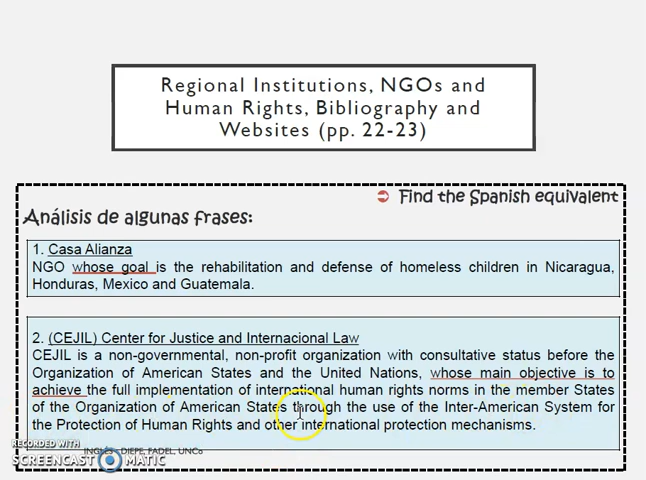 Regional Institutions, NGOs and
Human Rights, Bibliography and
Websites (pp. 22-23)
Find the Spanish equivalent
Análisis de algunas frases:
1. Casa Alianza
NGO whose goal is the rehabilitation and defense of homeless children in Nicaragua,
Honduras, Mexico and Guatemala.
2. (CEJIL) Center for Justice and Internacional Law
CEJIL is a non-governmental, non-profit organization with consultative status before the
Organization of American States and the United Nations, whose main objective is to
achieve the full implementation of international human rights norms in the member States
of the Organization of American States through the use of the Inter-American System for
the Protection of Human Rights and other international protection mechanisms.
INGLÉS - DIEPE, FADEL, UNCo
RECORDED WITH
SCREENCAST MATIC